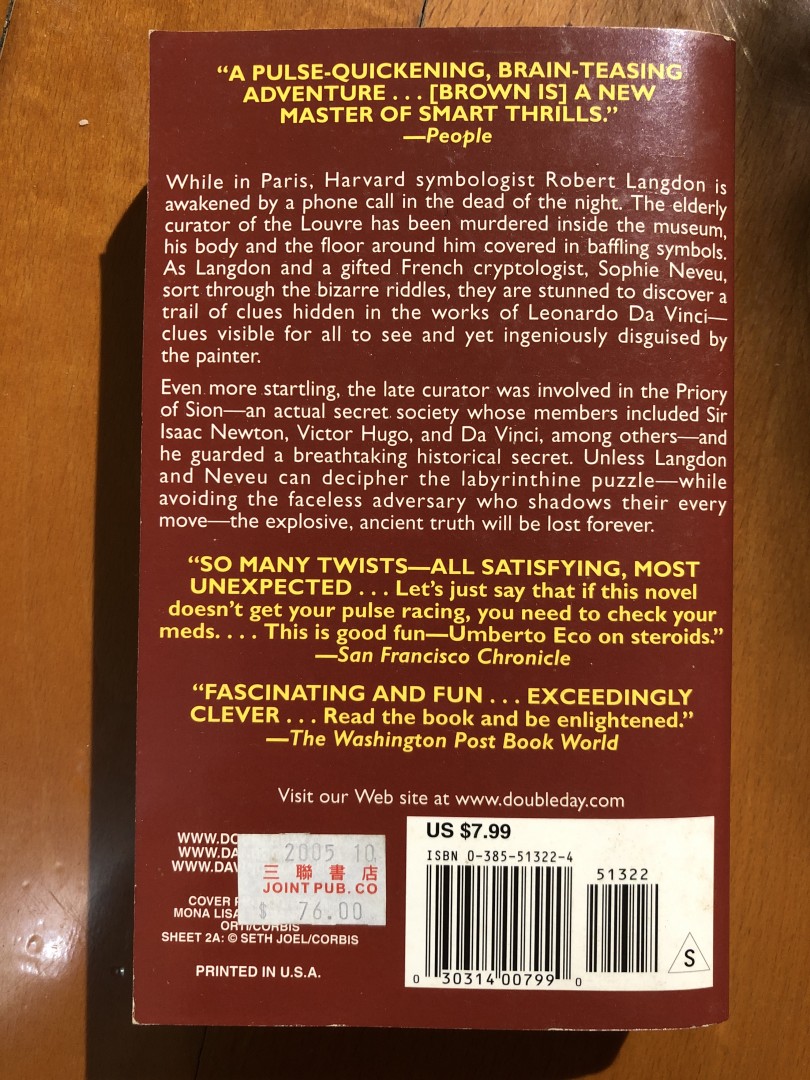 “A PULSE-QUICKENING, BRAIN-TEASING
ADVENTURE . . . [BROWN IS] A NEW
MASTER OF SMART THRILLS.”
—People
While in Paris, Harvard symbologist Robert Langdon is
awakened by a phone call in the dead of the night. The elderly
curator of the Louvre has been murdered inside the museum,
his body and the floor around him covered in baffling symbols.
As Langdon and a gifted French cryptologist, Sophie Neveu,
sort through the bizarre riddles, they are stunned to discover a
trail of clues hidden in the works of Leonardo Da Vinci—
clues visible for all to see and yet ingeniously disguised by
the painter.
Even more startling, the late curator was involved in the Priory
of Sion—an actual secret society whose members included Sir
Isaac Newton, Victor Hugo, and Da Vinci, among others—and
he guarded a breathtaking historical secret. Unless Langdon
and Neveu can decipher the labyrinthine puzzle—while
avoiding the faceless adversary who shadows their every
move—the explosive, ancient truth will be lost forever.
“SO MANY TWISTS—ALL SATISFYING, MOST
UNEXPECTED . . . Let’s just say that if this novel
doesn’t get your pulse racing, you need to check your
meds. . . . This is good fun—Umberto Eco on steroids.”
—San Francisco Chronicle
“FASCINATING AND FUN . . . EXCEEDINGLY
CLEVER . . . Read the book and be enlightened.”
—The Washington Post Book World
Visit our Web site at www.doubleday.com
WWW.DO
WWW.DA
WWW.DAV
2005 10
三聯書店
JOINT PUB. CO
$ 76.00
COVER
MONA LISA
ORTI/CORBIS
SHEET 2A: © SETH JOEL/CORBIS
PRINTED IN U.S.A.
US $7.99
ISBN 0-385-51322-4
51322
0 30314 00799 0
S